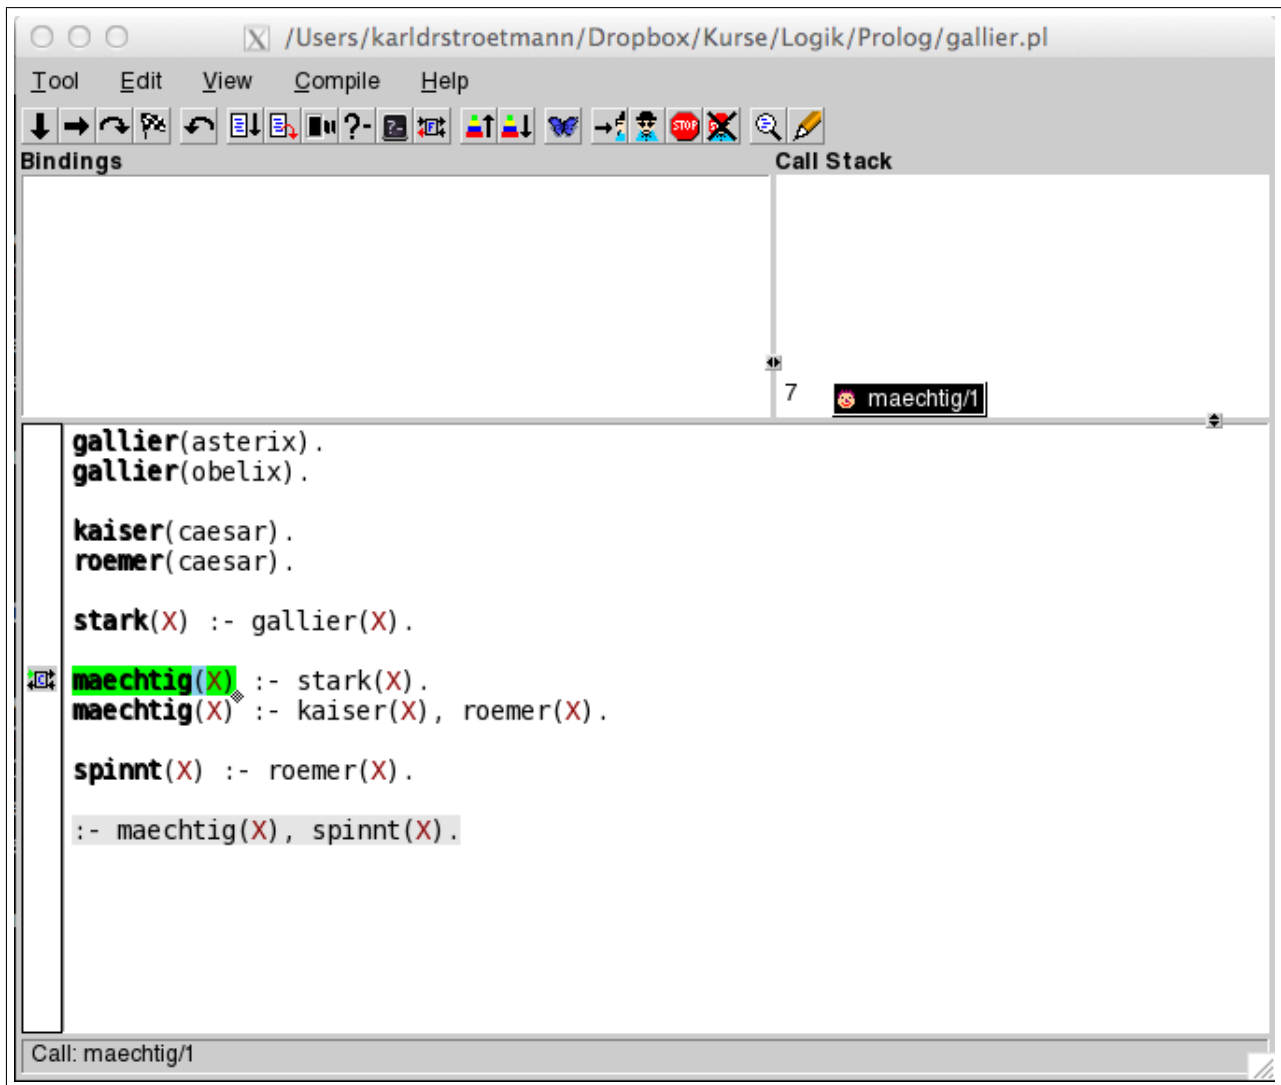 /Users/karldrstroetmann/Dropbox/Kurse/Logik/Prolog/gallier.pl
Tool Edit View Compile Help
?- STOP
Bindings Call Stack
7 maechtig/1
gallier(asterix).
gallier(obelix).
kaiser(caesar).
roemer(caesar).
stark(X) :- gallier(X).
maechtig(X) :- stark(X).
maechtig(X) :- kaiser(X), roemer(X).
spinnt(X) :- roemer(X).
:- maechtig(X), spinnt(X).
Call: maechtig/1